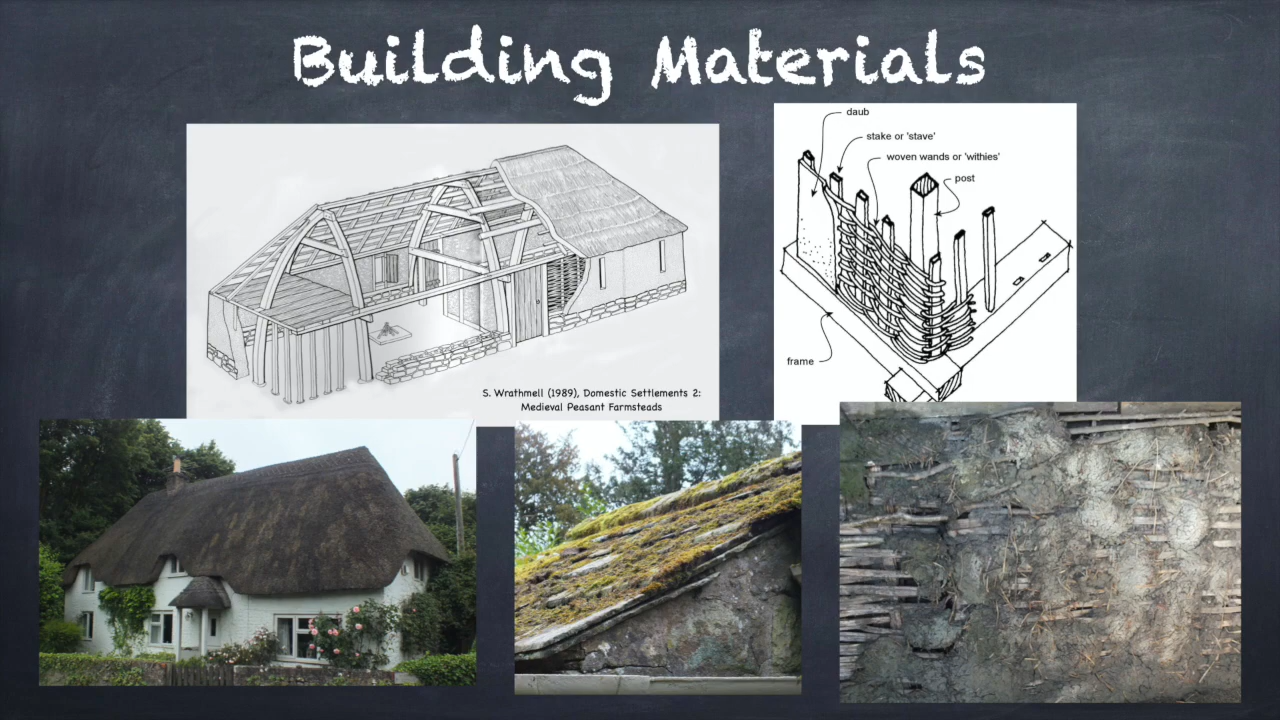 Building Materials
S. Wrathmell (1989), Domestic Settlements 2:
Medieval Peasant Farmsteads
daub
stake or 'stave'
woven wands or 'withies'
post
frame